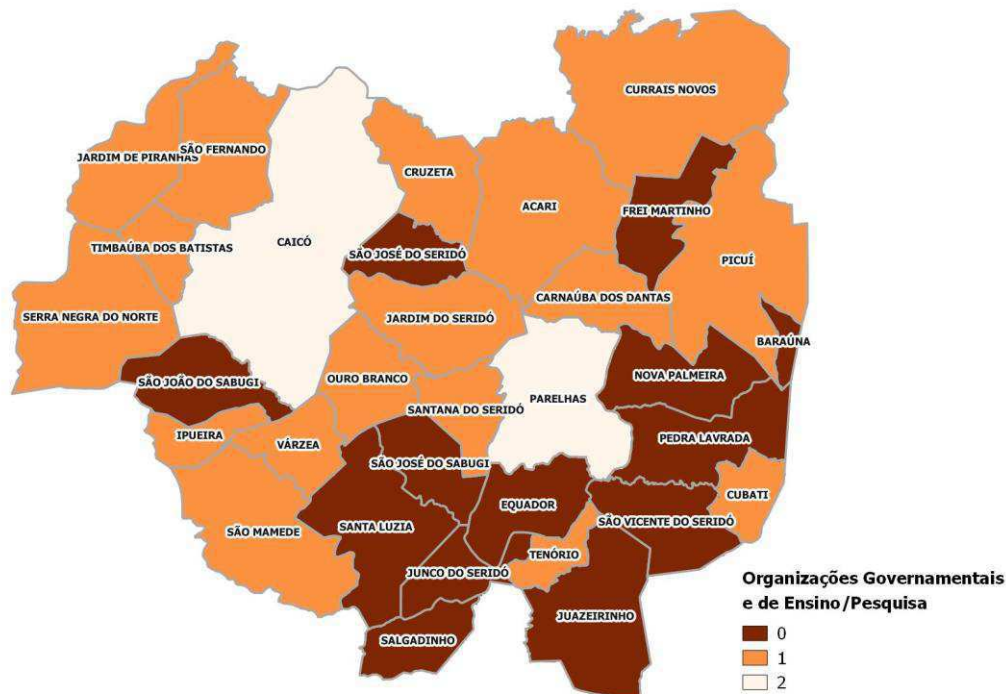 CURRAIS NOVOS
JARDIM DE PIRANHAS
SÃO FERNANDO
CRUZETA
ACARI
FREI MARTINHO
TIMBAÚBA DOS BATISTAS
CAICÓ
SÃO JOSÉ DO SERIDÓ
PICUÍ
CARNAÚBA DOS DANTAS
SERRA NEGRA DO NORTE
JARDIM DO SERIDÓ
BARAÚNA
SÃO JOÃO DO SABUGI
OURO BRANCO
NOVA PALMEIRA
PARELHAS
SANTANA DO SERIDÓ
IPUEIRA
VÁRZEA
PEDRA LAVRADA
SÃO JOSÉ DO SABUGI
CUBATI
EQUADOR
SÃO VICENTE DO SERIDÓ
SANTA LUZIA
SÃO MAMEDE
TENÓRIO
JUNCO DO SERIDÓ
JUAZEIRINHO
SALGADINHO
Organizações Governamentais
e de Ensino/Pesquisa
0
1
2